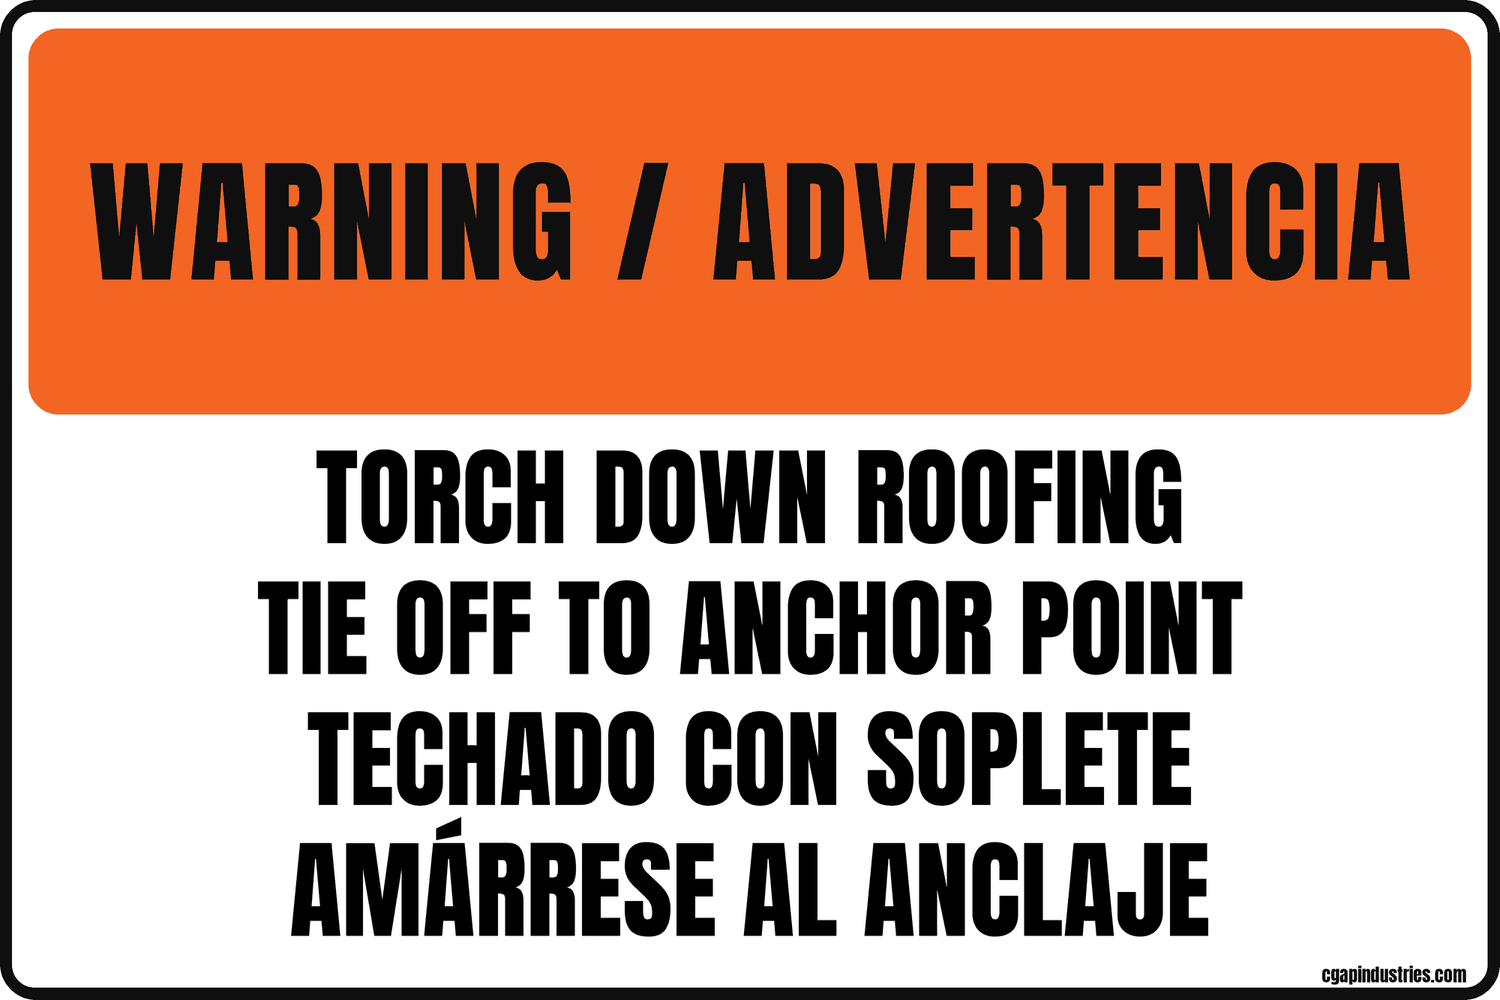 WARNING / ADVERTENCIA
TORCH DOWN ROOFING
TIE OFF TO ANCHOR POINT
TECHADO CON SOPLETE
AMÁRRESE AL ANCLAJE
cgapindustries.com